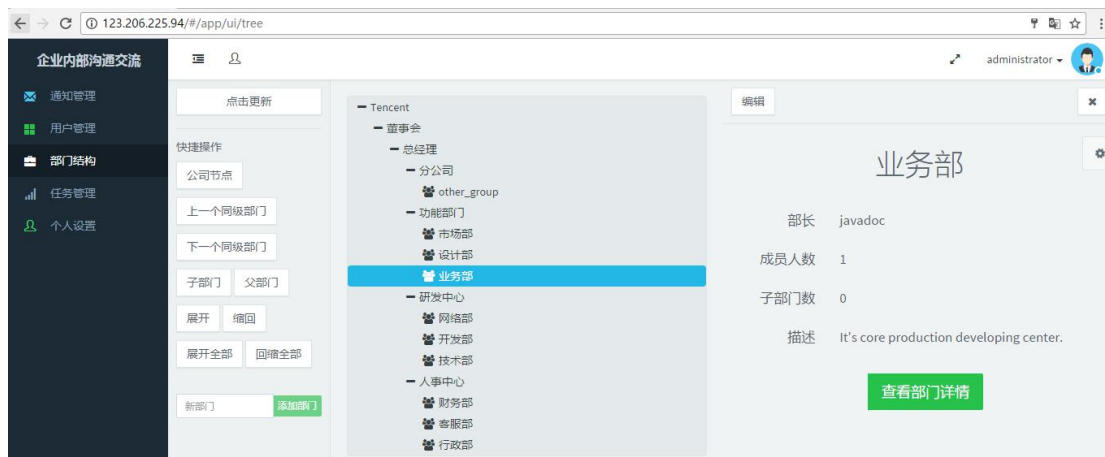 123.206.225.94/#/app/ui/tree
企业内部沟通交流
administrator
通知管理
用户管理
部门结构
任务管理
个人设置
点击更新
快捷操作
公司节点
上一个同级部门
下一个同级部门
子部门 父部门
展开 缩回
展开全部 回缩全部
新部门 添加部门
Tencent
董事会
总经理
分公司
other_group
功能部门
市场部
设计部
业务部
研发中心
网络部
开发部
技术部
人事中心
财务部
客服部
行政部
编辑
业务部
部长 javadoc
成员人数 1
子部门数 0
描述 It's core production developing center.
查看部门详情